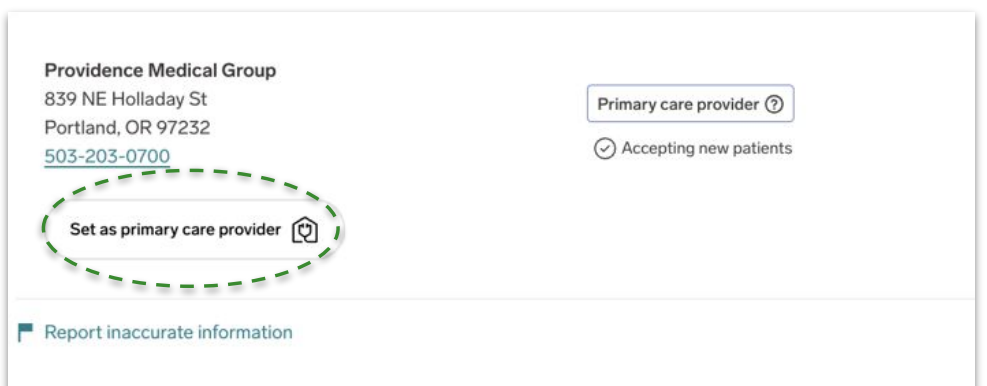 Providence Medical Group
839 NE Holladay St
Portland, OR 97232
503-203-0700
Primary care provider
Accepting new patients
Set as primary care provider
Report inaccurate information